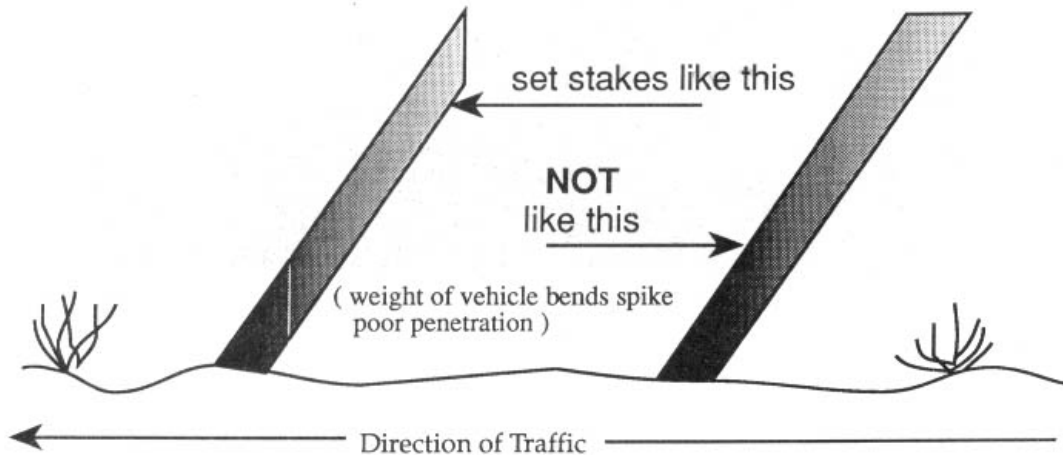 set stakes like this
NOT
like this
( weight of vehicle bends spike
poor penetration )
Direction of Traffic